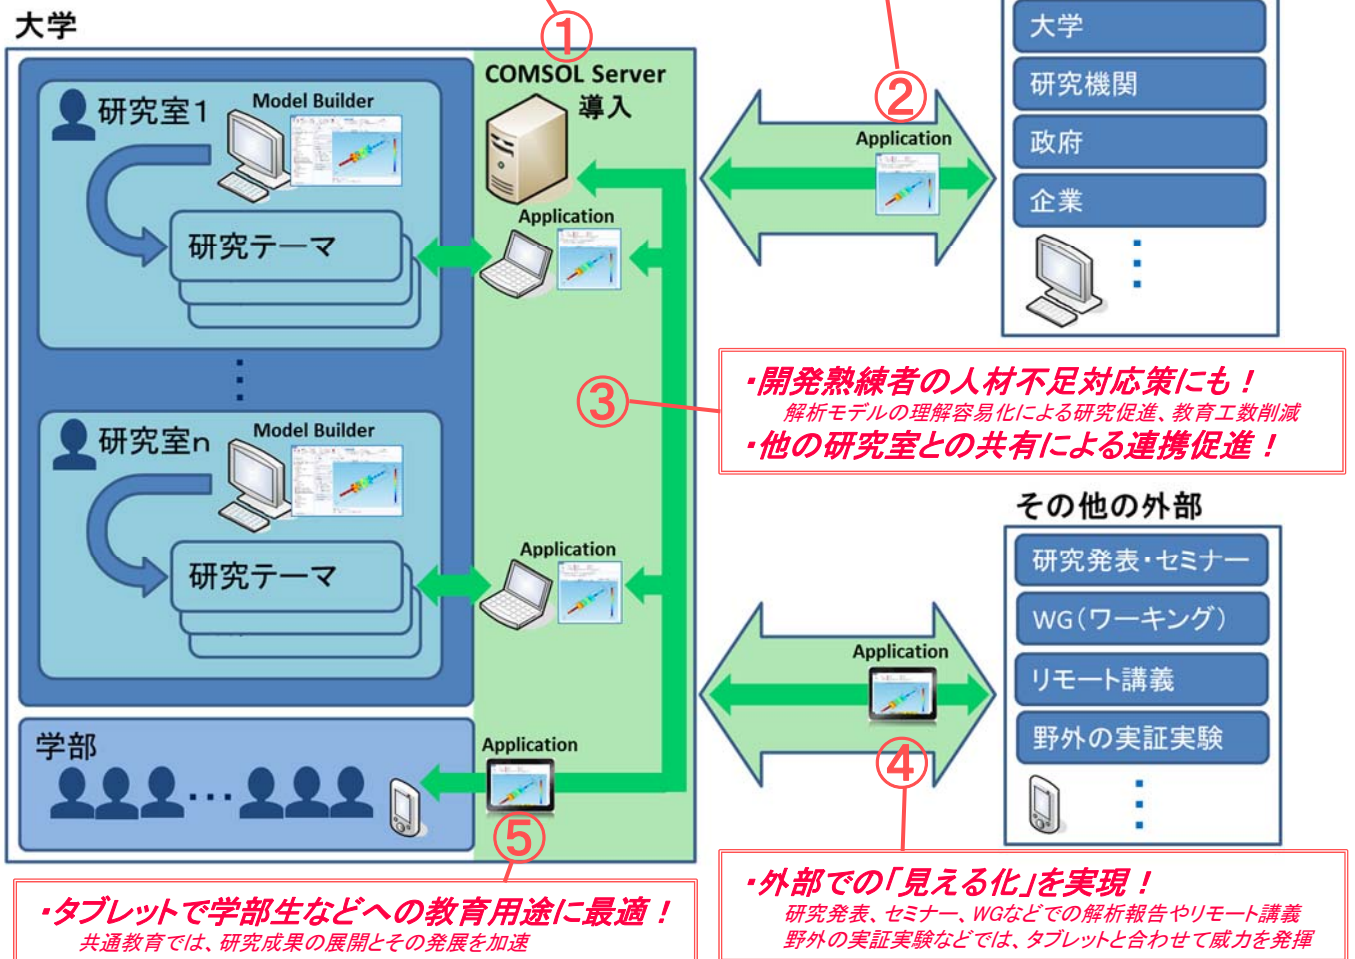 大学
①
COMSOL Server
導入
研究室1
Model Builder
研究テーマ
Application
研究室n
Model Builder
研究テーマ
Application
③
学部
Application
⑤
・タブレットで学部生などへの教育用途に最適！
共通教育では、研究成果の展開とその発展を加速
②
Application
大学
研究機関
政府
企業
・開発熟練者の人材不足対応策にも！
解析モデルの理解容易化による研究促進、教育工数削減
・他の研究室との共有による連携促進！
その他の外部
研究発表・セミナー
WG（ワーキング）
リモート講義
野外の実証実験
Application
④
・外部での「見える化」を実現！
研究発表、セミナー、WGなどでの解析報告やリモート講義
野外の実証実験などでは、タブレットと合わせて威力を発揮